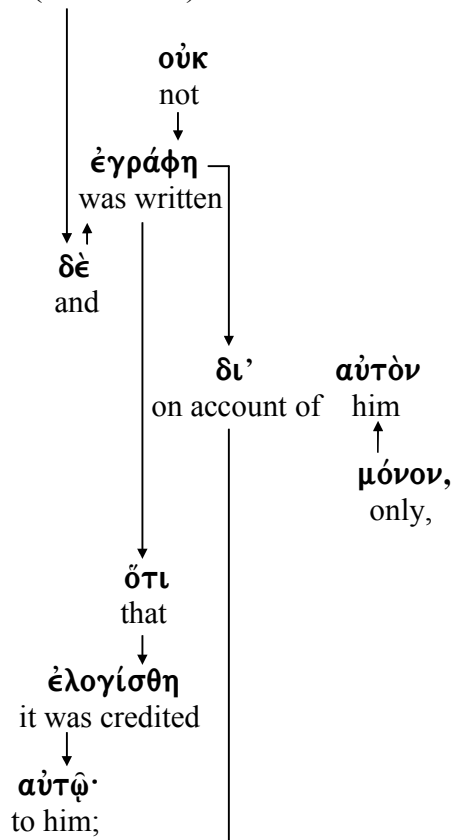 οὐκ
not
ἐγράφη
was written
δὲ
and
δι’ αὐτὸν
on account of him
μόνον,
only,
ὅτι
that
ἐλογίσθη
it was credited
αὐτῷ·
to him;